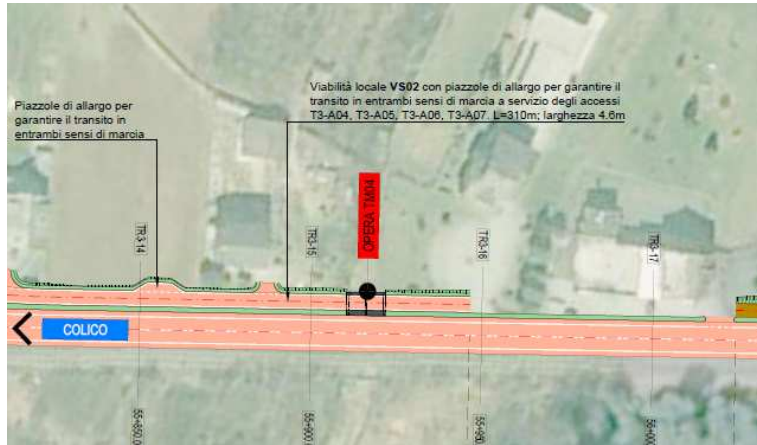 Viabilità locale VS02 con piazzole di allargo per garantire il
transito in entrambi sensi di marcia a servizio degli accessi
T3-A04, T3-A05, T3-A06, T3-A07. L=310m; larghezza 4.6m
Piazzole di allargo per
garantire il transito in
entrambi sensi di marcia
OPERA TM04
TR3-14
TR3-15
TR3-16
TR3-17
COLICO